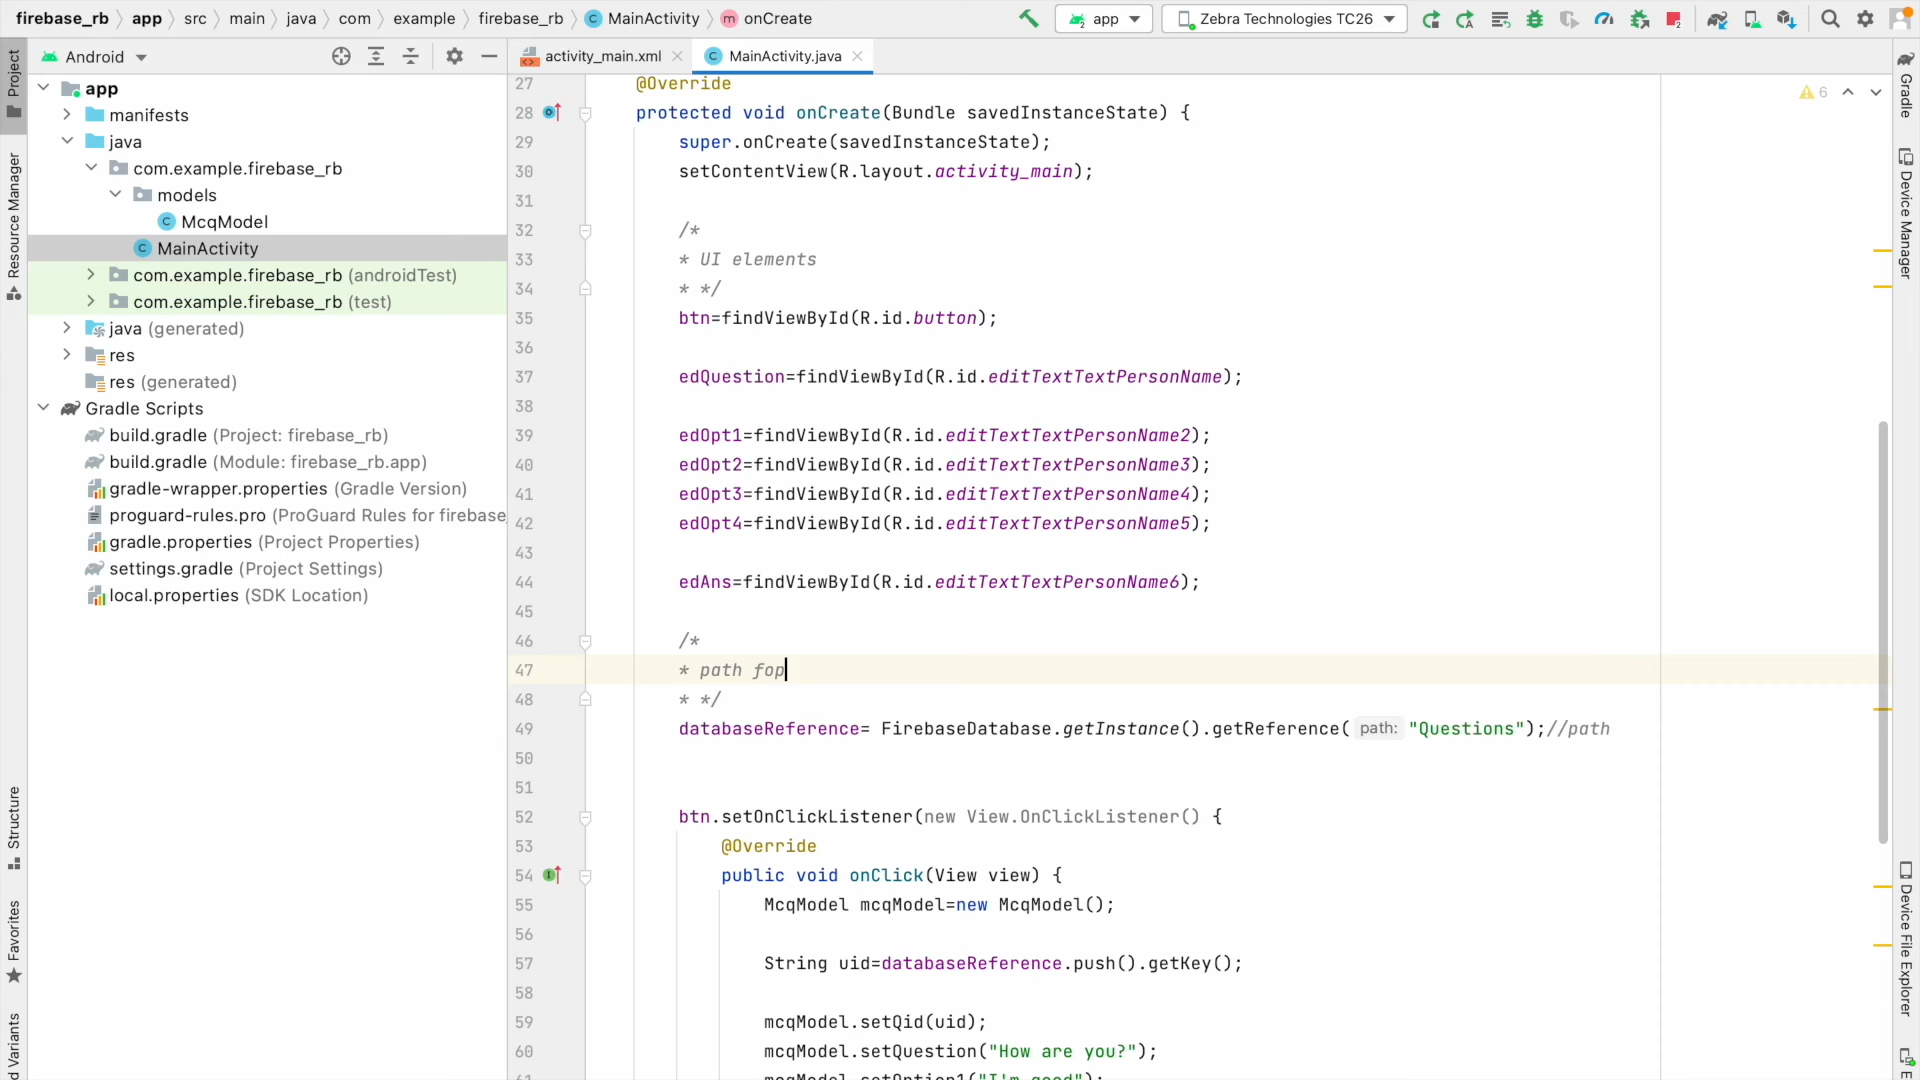 firebase_rb app src main java com example firebase_rb MainActivity onCreate app Zebra Technologies TC26
Android activity_main.xml MainActivity.java
Project
Resource Manager
Structure
Favorites
Variants
app
manifests
java
com.example.firebase_rb
models
McqModel
MainActivity
com.example.firebase_rb (androidTest)
com.example.firebase_rb (test)
java (generated)
res
res (generated)
Gradle Scripts
build.gradle (Project: firebase_rb)
build.gradle (Module: firebase_rb.app)
gradle-wrapper.properties (Gradle Version)
proguard-rules.pro (ProGuard Rules for firebase_
gradle.properties (Project Properties)
settings.gradle (Project Settings)
local.properties (SDK Location)
27 @Override
28 protected void onCreate(Bundle savedInstanceState) {
29 super.onCreate(savedInstanceState);
30 setContentView(R.layout.activity_main);
31
32 /*
33 * UI elements
34 * */
35 btn=findViewById(R.id.button);
36
37 edQuestion=findViewById(R.id.editTextTextPersonName);
38
39 edOpt1=findViewById(R.id.editTextTextPersonName2);
40 edOpt2=findViewById(R.id.editTextTextPersonName3);
41 edOpt3=findViewById(R.id.editTextTextPersonName4);
42 edOpt4=findViewById(R.id.editTextTextPersonName5);
43
44 edAns=findViewById(R.id.editTextTextPersonName6);
45
46 /*
47 * path fop
48 * */
49 databaseReference= FirebaseDatabase.getInstance().getReference( path: "Questions");//path
50
51
52 btn.setOnClickListener(new View.OnClickListener() {
53 @Override
54 public void onClick(View view) {
55 McqModel mcqModel=new McqModel();
56
57 String uid=databaseReference.push().getKey();
58
59 mcqModel.setQid(uid);
60 mcqModel.setQuestion("How are you?");
61 mcqModel.setOption1("I'm good");
6
Gradle
Device Manager
Device File Explorer